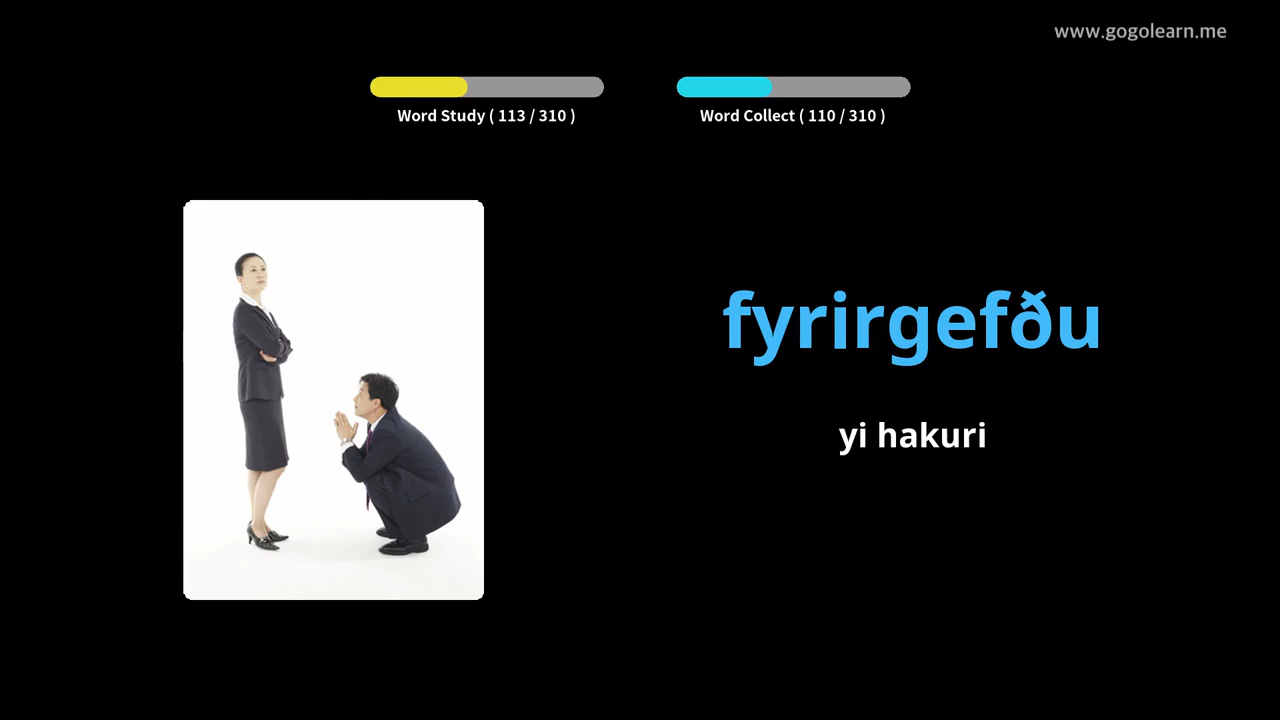 www.gogolearn.me
Word Study ( 113 / 310 )
Word Collect ( 110 / 310 )
fyrirgefðu
yi hakuri